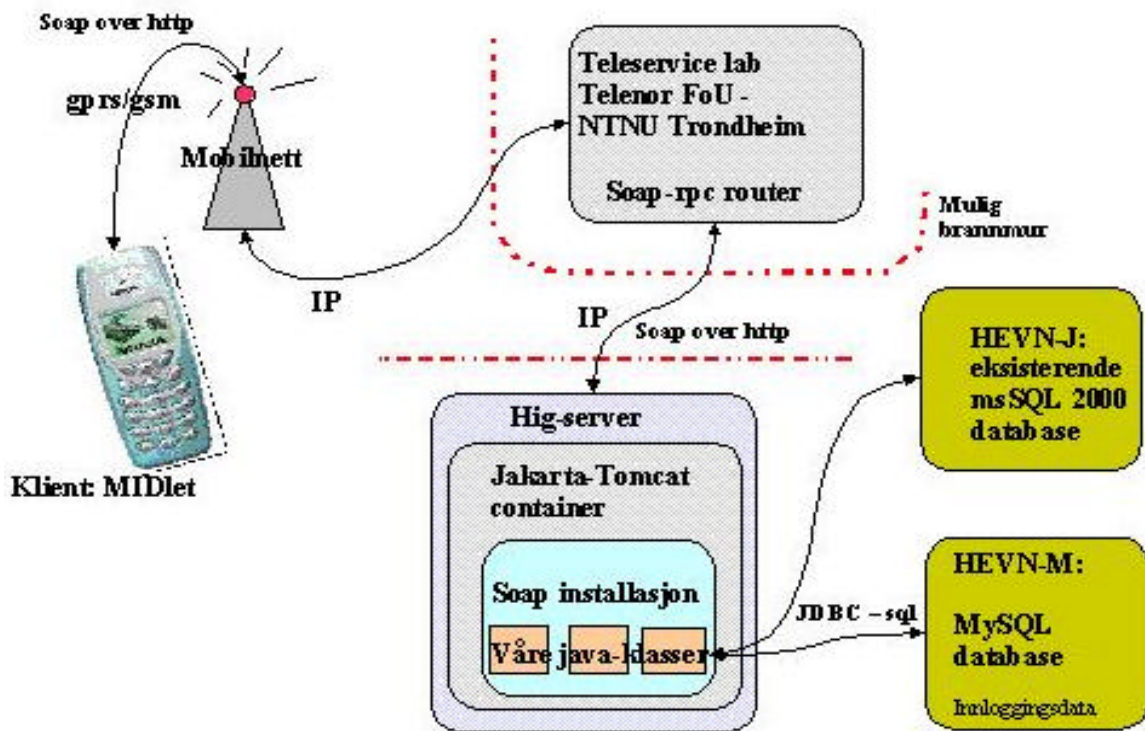 Soap over http
gprs/gsm
Mobilnett
IP
Klient: MIDlet
Teleservice lab
Telenor FoU -
NTNU Trondheim
Soap-rpc router
Mulig
brannmur
IP
Soap over http
Hig-server
Jakarta-Tomcat
container
Soap installasjon
Våre java-klasser
JDBC – sql
HEVN-J:
eksisterende
msSQL 2000
database
HEVN-M:
MySQL
database
Innloggingsdata